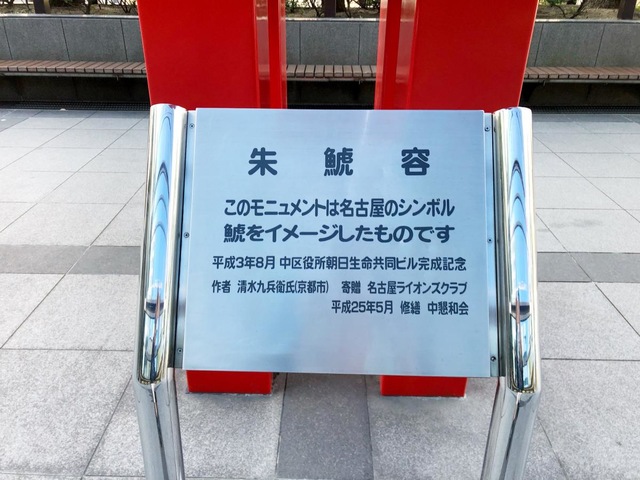 朱鯱容
このモニュメントは名古屋のシンボル
鯱をイメージしたものです
平成3年8月 中区役所朝日生命共同ビル完成記念
作者 清水九兵衞氏(京都市) 寄贈 名古屋ライオンズクラブ
平成25年5月 修繕 中懇和会